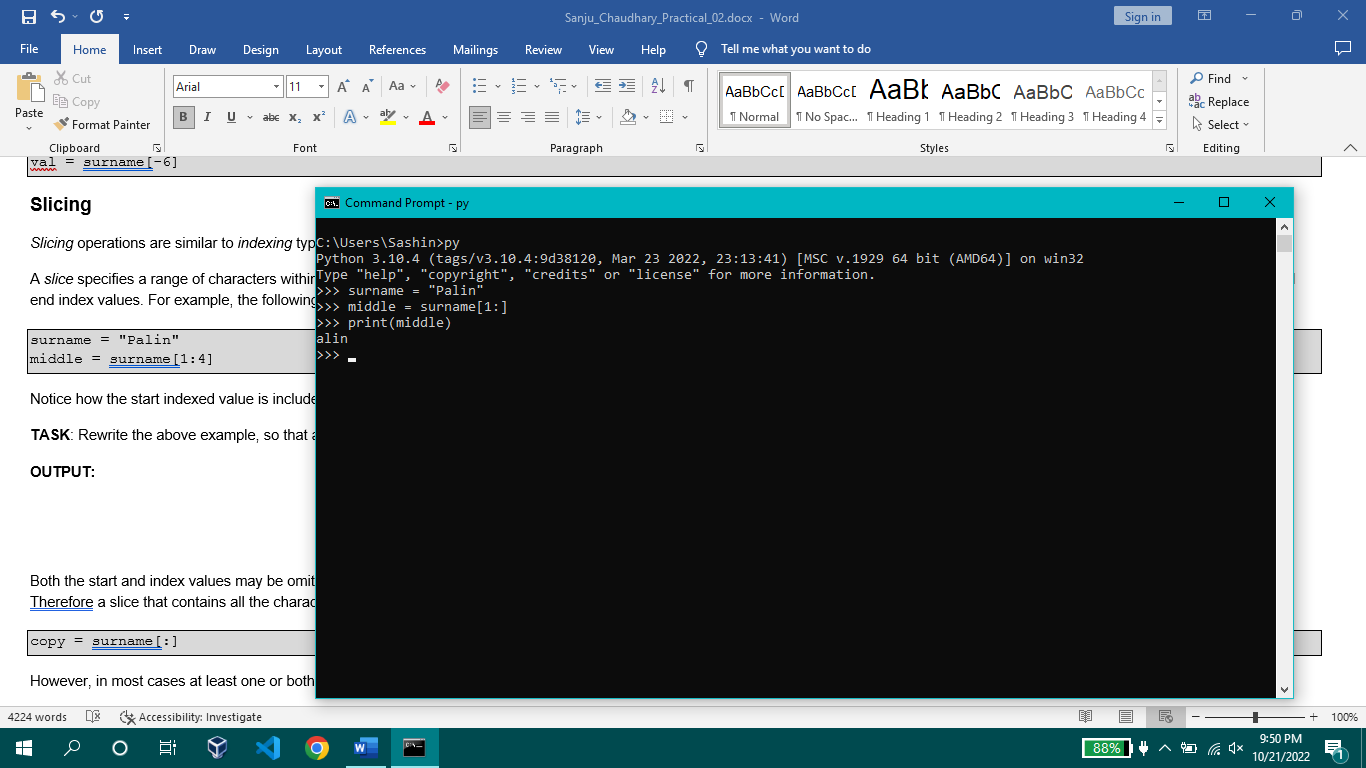 Sanju_Chaudhary_Practical_02.docx - Word
Sign in
File Home Insert Draw Design Layout References Mailings Review View Help Tell me what you want to do
Paste
Cut
Copy
Format Painter
Clipboard
Arial 11
Font
Paragraph
AaBbCcD ¶ Normal
AaBbCcD ¶ No Spac...
AaBb ¶ Heading 1
AaBbC ¶ Heading 2
AaBbC ¶ Heading 3
AaBbCc ¶ Heading 4
Styles
Find
Replace
Select
Editing
val = surname[-6]
Slicing
Slicing operations are similar to indexing typ
A slice specifies a range of characters within
end index values. For example, the following
surname = "Palin"
middle = surname[1:4]
Notice how the start indexed value is include
TASK: Rewrite the above example, so that a
OUTPUT:
Both the start and index values may be omit
Therefore a slice that contains all the charac
copy = surname[:]
However, in most cases at least one or both
Command Prompt - py
C:\Users\Sashin>py
Python 3.10.4 (tags/v3.10.4:9d38120, Mar 23 2022, 23:13:41) [MSC v.1929 64 bit (AMD64)] on win32
Type "help", "copyright", "credits" or "license" for more information.
>>> surname = "Palin"
>>> middle = surname[1:]
>>> print(middle)
alin
>>>
4224 words Accessibility: Investigate 100%
88%
9:50 PM
10/21/2022
1